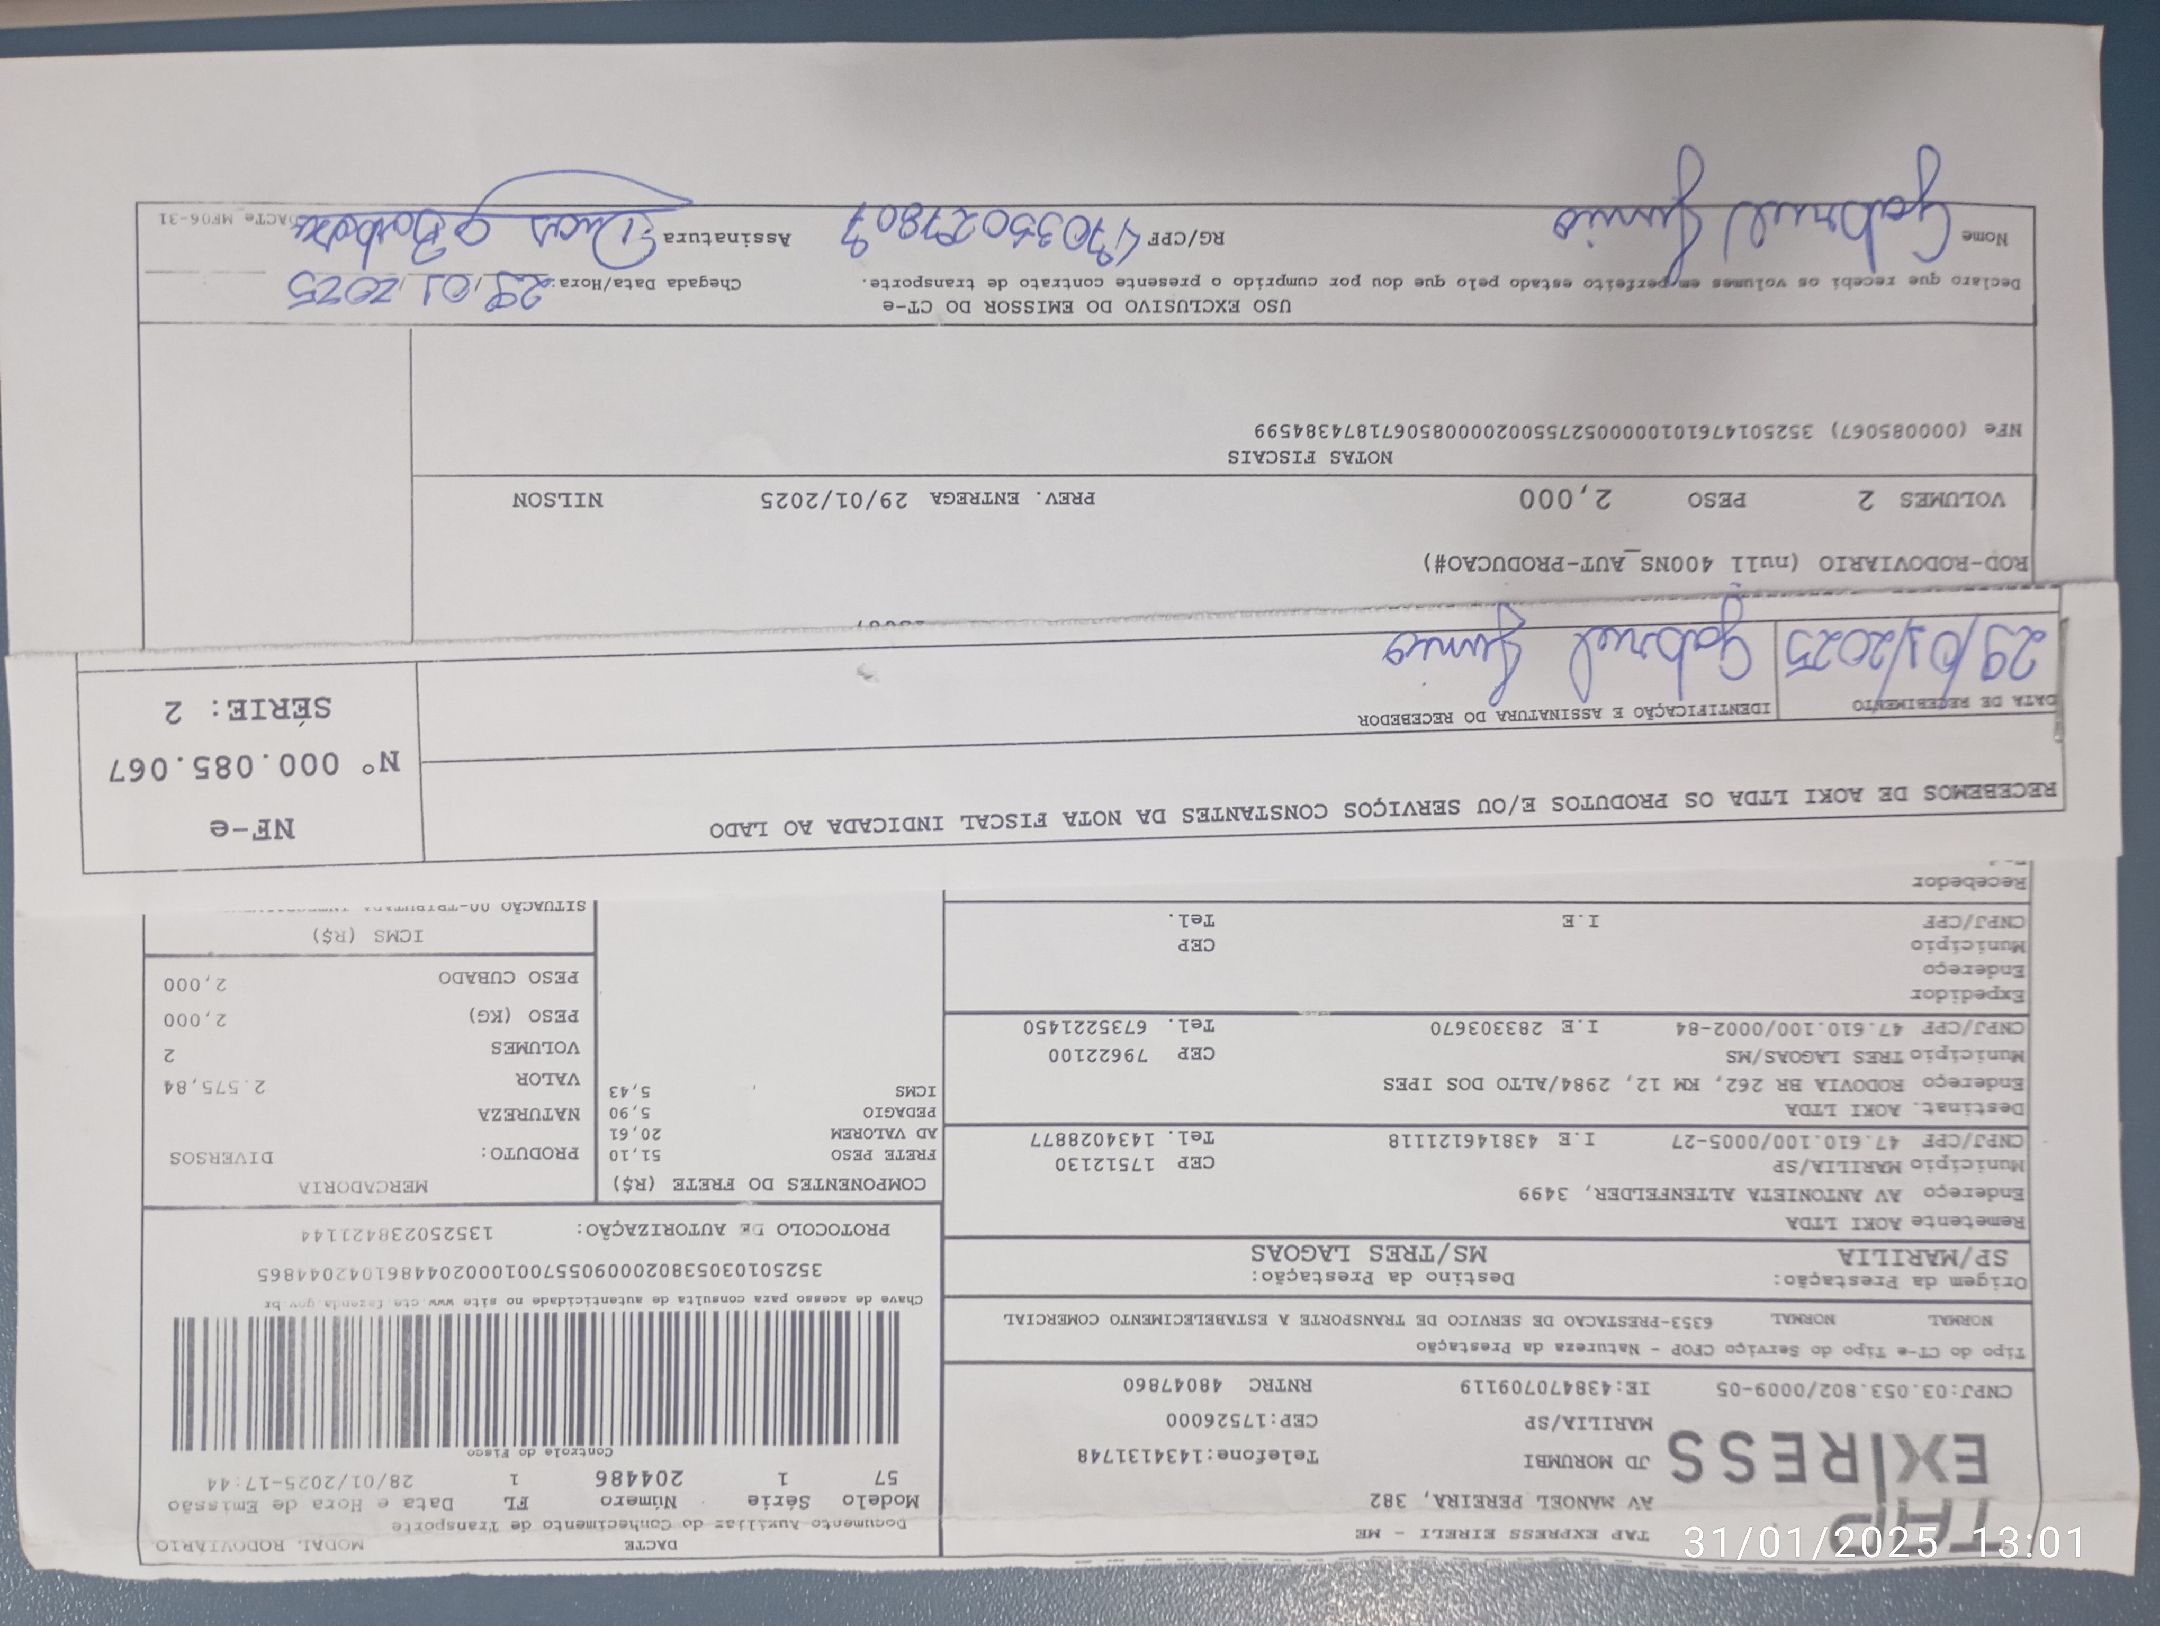 TAP
EXPRESS
TAP EXPRESS EIRELI - ME
AV MANOEL PEREIRA, 382
JD MORUMBI Telefone:1434131748
MARILIA/SP CEP:17526000
CNPJ:03.053.802/0009-05 IE:438470709119 RNTRC 48047860
DACTE MODAL RODOVIÁRIO
Documento Auxiliar do Conhecimento de Transporte
Modelo Série Número FL Data e Hora de Emissão
57 1 204486 1 28/01/2025-17:44
Controle do Fisco
Chave de acesso para consulta de autenticidade no site www.cte.fazenda.gov.br
35250103053802000905570010002044861042044865
PROTOCOLO DE AUTORIZAÇÃO: 135250238421144
Tipo do CT-e Tipo do Serviço CFOP - Natureza da Prestação
NORMAL NORMAL 6353-PRESTACAO DE SERVICO DE TRANSPORTE A ESTABELECIMENTO COMERCIAL
Origem da Prestação: Destino da Prestação:
SP/MARILIA MS/TRES LAGOAS
Remetente AOKI LTDA
Endereço AV ANTONIETA ALTENFELDER, 3499
Município MARILIA/SP CEP 17512130
CNPJ/CPF 47.610.100/0005-27 I.E 438146121118 Tel. 1434028877
Destinat. AOKI LTDA
Endereço RODOVIA BR 262, KM 12, 2984/ALTO DOS IPES
Município TRES LAGOAS/MS CEP 79622100
CNPJ/CPF 47.610.100/0002-84 I.E 283303670 Tel. 6735221450
Expedidor
Endereço
Município CEP
CNPJ/CPF I.E Tel.
Recebedor
COMPONENTES DO FRETE (R$)
FRETE PESO 51,10
AD VALOREM 20,61
PEDAGIO 5,90
ICMS 5,43
MERCADORIA
PRODUTO: DIVERSOS
NATUREZA
VALOR 2.575,84
VOLUMES 2
PESO (KG) 2,000
PESO CUBADO 2,000
ICMS (R$)
SITUAÇÃO 00-TRIBUTADA
RECEBEMOS DE AOKI LTDA OS PRODUTOS E/OU SERVIÇOS CONSTANTES DA NOTA FISCAL INDICADA AO LADO
NF-e
Nº 000.085.067
SÉRIE: 2
DATA DE RECEBIMENTO IDENTIFICAÇÃO E ASSINATURA DO RECEBEDOR
29/01/2025 Gabriel Junio
ROD-RODOVIARIO (null 400NS_AUT-PRODUCAO#)
VOLUMES 2 PESO 2,000 PREV. ENTREGA 29/01/2025 NILSON
NOTAS FISCAIS
NFe (000085067) 35250147610100000527550020000850671874384599
USO EXCLUSIVO DO EMISSOR DO CT-e
Declaro que recebi os volumes em perfeito estado pelo que dou por cumprido o presente contrato de transporte. Chegada Data/Hora: 29,01,2025
Nome Gabriel Junio RG/CPF 47035027807 Assinatura Lucas G Barbosa
DACTe_MF06-31
31/01/2025 13:01